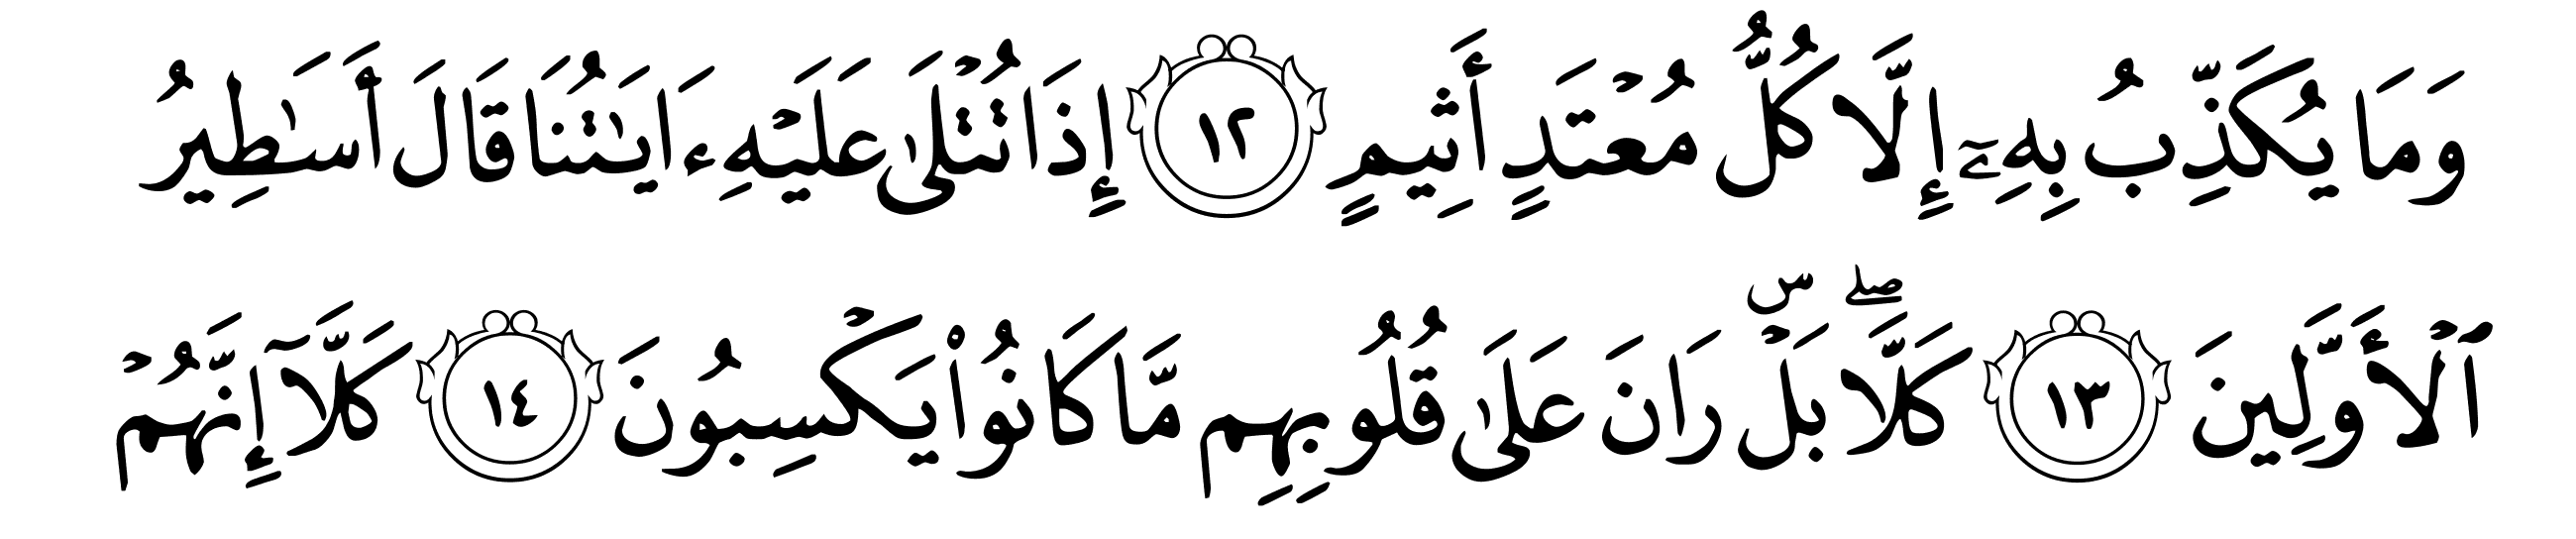 وَمَا يُكَذِّبُ بِهِۦٓ إِلَّا كُلُّ مُعۡتَدٍ أَثِيمٍ ١٢ إِذَا تُتۡلَىٰ عَلَيۡهِ ءَايَٰتُنَا قَالَ أَسَٰطِيرُ
ٱلۡأَوَّلِينَ ١٣ كَلَّاۖ بَلۡۜ رَانَ عَلَىٰ قُلُوبِهِم مَّا كَانُواْ يَكۡسِبُونَ ١٤ كَلَّآ إِنَّهُمۡ